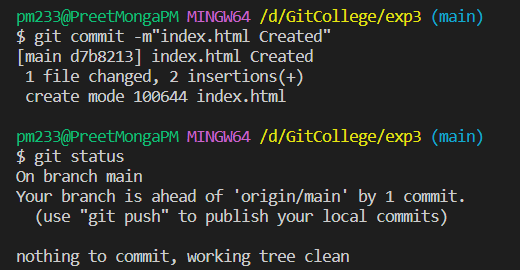 pm233@PreetMongaPM MINGW64 /d/GitCollege/exp3 (main)
$ git commit -m"index.html Created"
[main d7b8213] index.html Created
 1 file changed, 2 insertions(+)
 create mode 100644 index.html

pm233@PreetMongaPM MINGW64 /d/GitCollege/exp3 (main)
$ git status
On branch main
Your branch is ahead of 'origin/main' by 1 commit.
  (use "git push" to publish your local commits)

nothing to commit, working tree clean